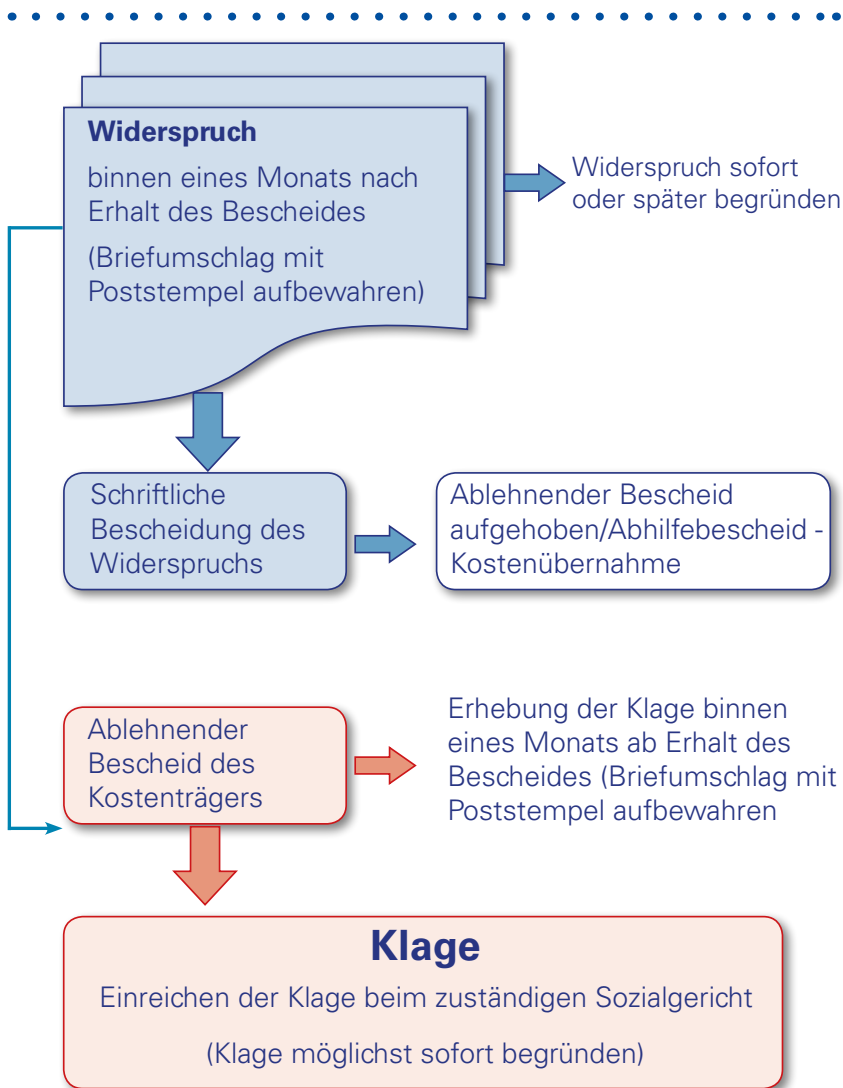 Widerspruch
binnen eines Monats nach
Erhalt des Bescheides
(Briefumschlag mit
Poststempel aufbewahren)
Widerspruch sofort
oder später begründen
Schriftliche
Bescheidung des
Widerspruchs
Ablehnender Bescheid
aufgehoben/Abhilfebescheid -
Kostenübernahme
Ablehnender
Bescheid des
Kostenträgers
Erhebung der Klage binnen
eines Monats ab Erhalt des
Bescheides (Briefumschlag mit
Poststempel aufbewahren
Klage
Einreichen der Klage beim zuständigen Sozialgericht
(Klage möglichst sofort begründen)